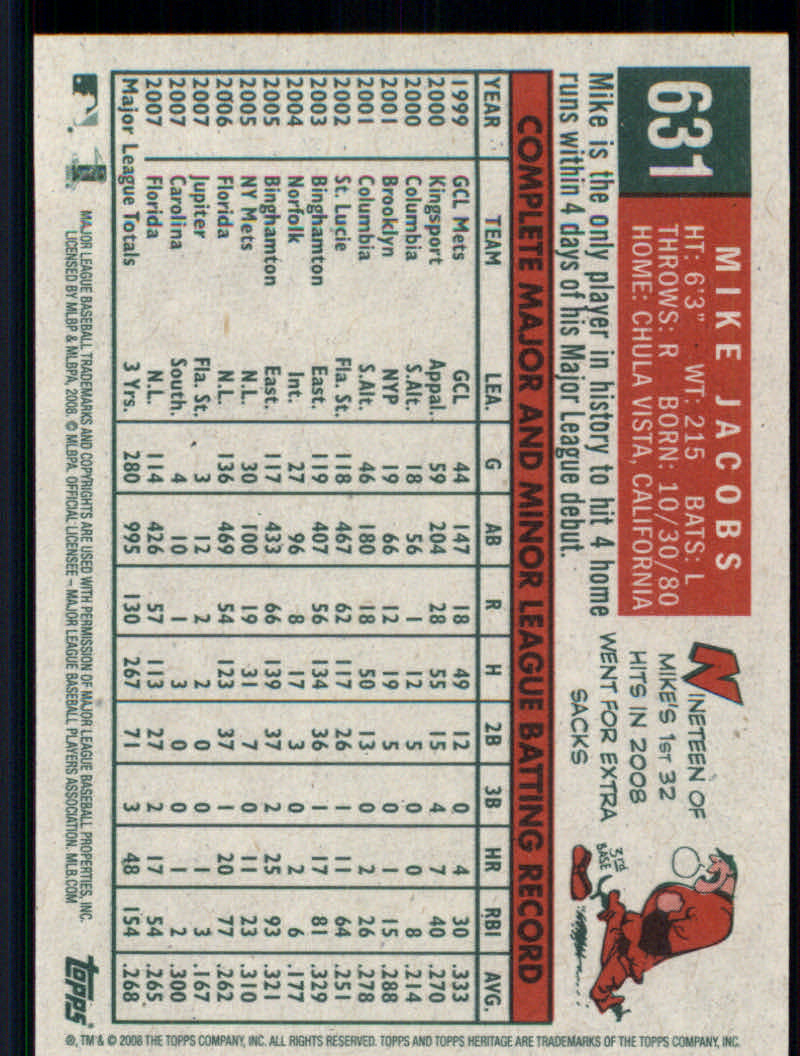 631
MIKE JACOBS
HT: 6'3" WT: 215 BATS: L
THROWS: R BORN: 10/30/80
HOME: CHULA VISTA, CALIFORNIA
NINETEEN OF
MIKE'S 1ST 32
HITS IN 2008
WENT FOR EXTRA
SACKS
3rd
BASE
Mike is the only player in history to hit 4 home
runs within 4 days of his Major League debut.
COMPLETE MAJOR AND MINOR LEAGUE BATTING RECORD
YEAR TEAM LEA. G AB R H 2B 3B HR RBI AVG.
1999 GCL Mets GCL 44 147 18 49 12 0 4 30 .333
2000 Kingsport Appal. 59 204 28 55 15 4 7 40 .270
2000 Columbia S.Alt. 18 56 1 12 5 0 0 8 .214
2001 Brooklyn NYP 19 66 12 19 5 0 1 15 .288
2001 Columbia S.Alt. 46 180 18 50 13 0 2 26 .278
2002 St. Lucie Fla. St. 118 467 62 117 26 1 11 64 .251
2003 Binghamton East. 119 407 56 134 36 1 17 81 .329
2004 Norfolk Int. 27 96 8 17 3 0 2 6 .177
2005 Binghamton East. 117 433 66 139 37 2 25 93 .321
2005 NY Mets N.L. 30 100 19 31 7 0 11 23 .310
2006 Florida N.L. 136 469 54 123 37 1 20 77 .262
2007 Jupiter Fla. St. 3 12 2 2 0 0 1 3 .167
2007 Carolina South. 4 10 1 3 0 0 1 2 .300
2007 Florida N.L. 114 426 57 113 27 2 17 54 .265
Major League Totals 3 Yrs. 280 995 130 267 71 3 48 154 .268
MAJOR LEAGUE BASEBALL TRADEMARKS AND COPYRIGHTS ARE USED WITH PERMISSION OF MAJOR LEAGUE BASEBALL PROPERTIES, INC.
LICENSED BY MLBP & MLBPA, 2008. © MLBPA. OFFICIAL LICENSEE – MAJOR LEAGUE BASEBALL PLAYERS ASSOCIATION. MLB.COM
topps
®, TM & © 2008 THE TOPPS COMPANY, INC. ALL RIGHTS RESERVED. TOPPS AND TOPPS HERITAGE ARE TRADEMARKS OF THE TOPPS COMPANY, INC.